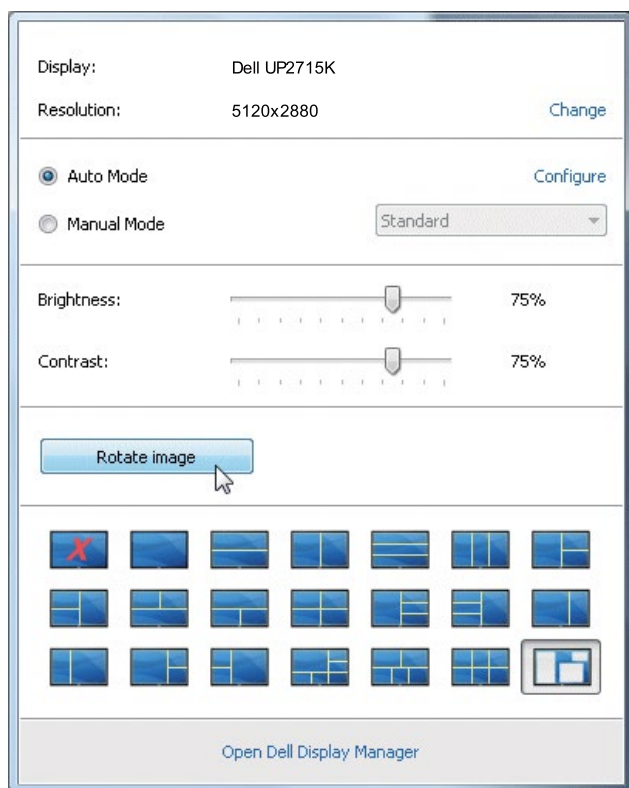 Display: Dell UP2715K
Resolution: 5120x2880 Change
Auto Mode Configure
Manual Mode Standard
Brightness: 75%
Contrast: 75%
Rotate image
X
Open Dell Display Manager